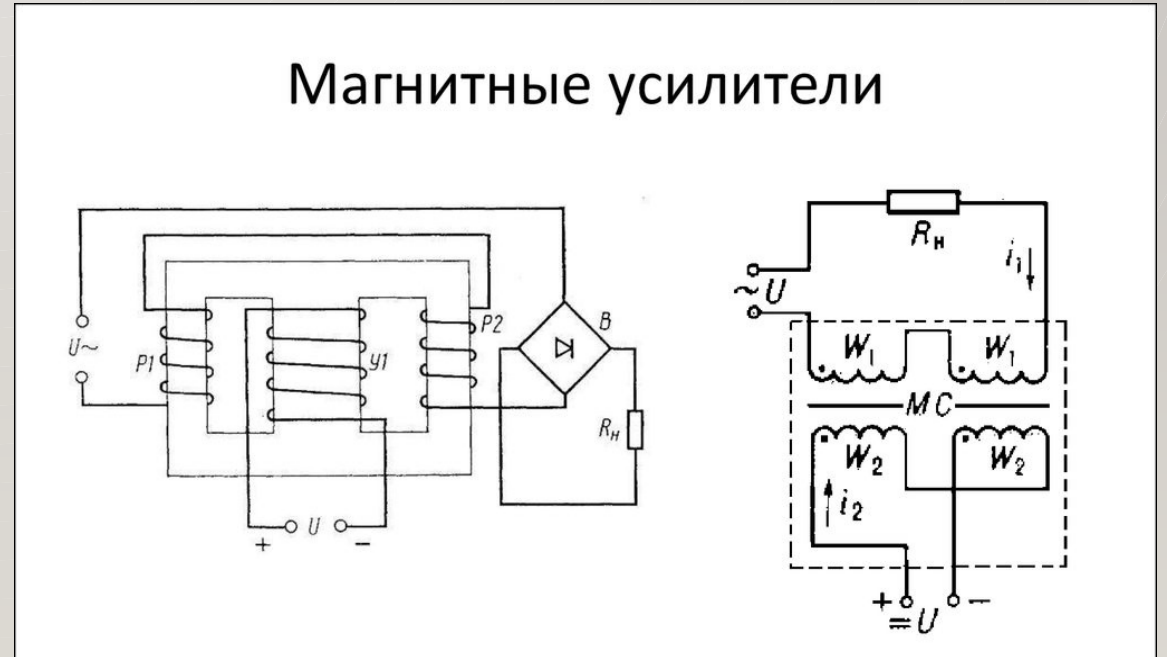 Магнитные усилители
U~
P1
У1
P2
B
Rн
+ U −
Rн
i₁
~U
W₁
W₁
MC
W₂
W₂
i₂
+ −
=U